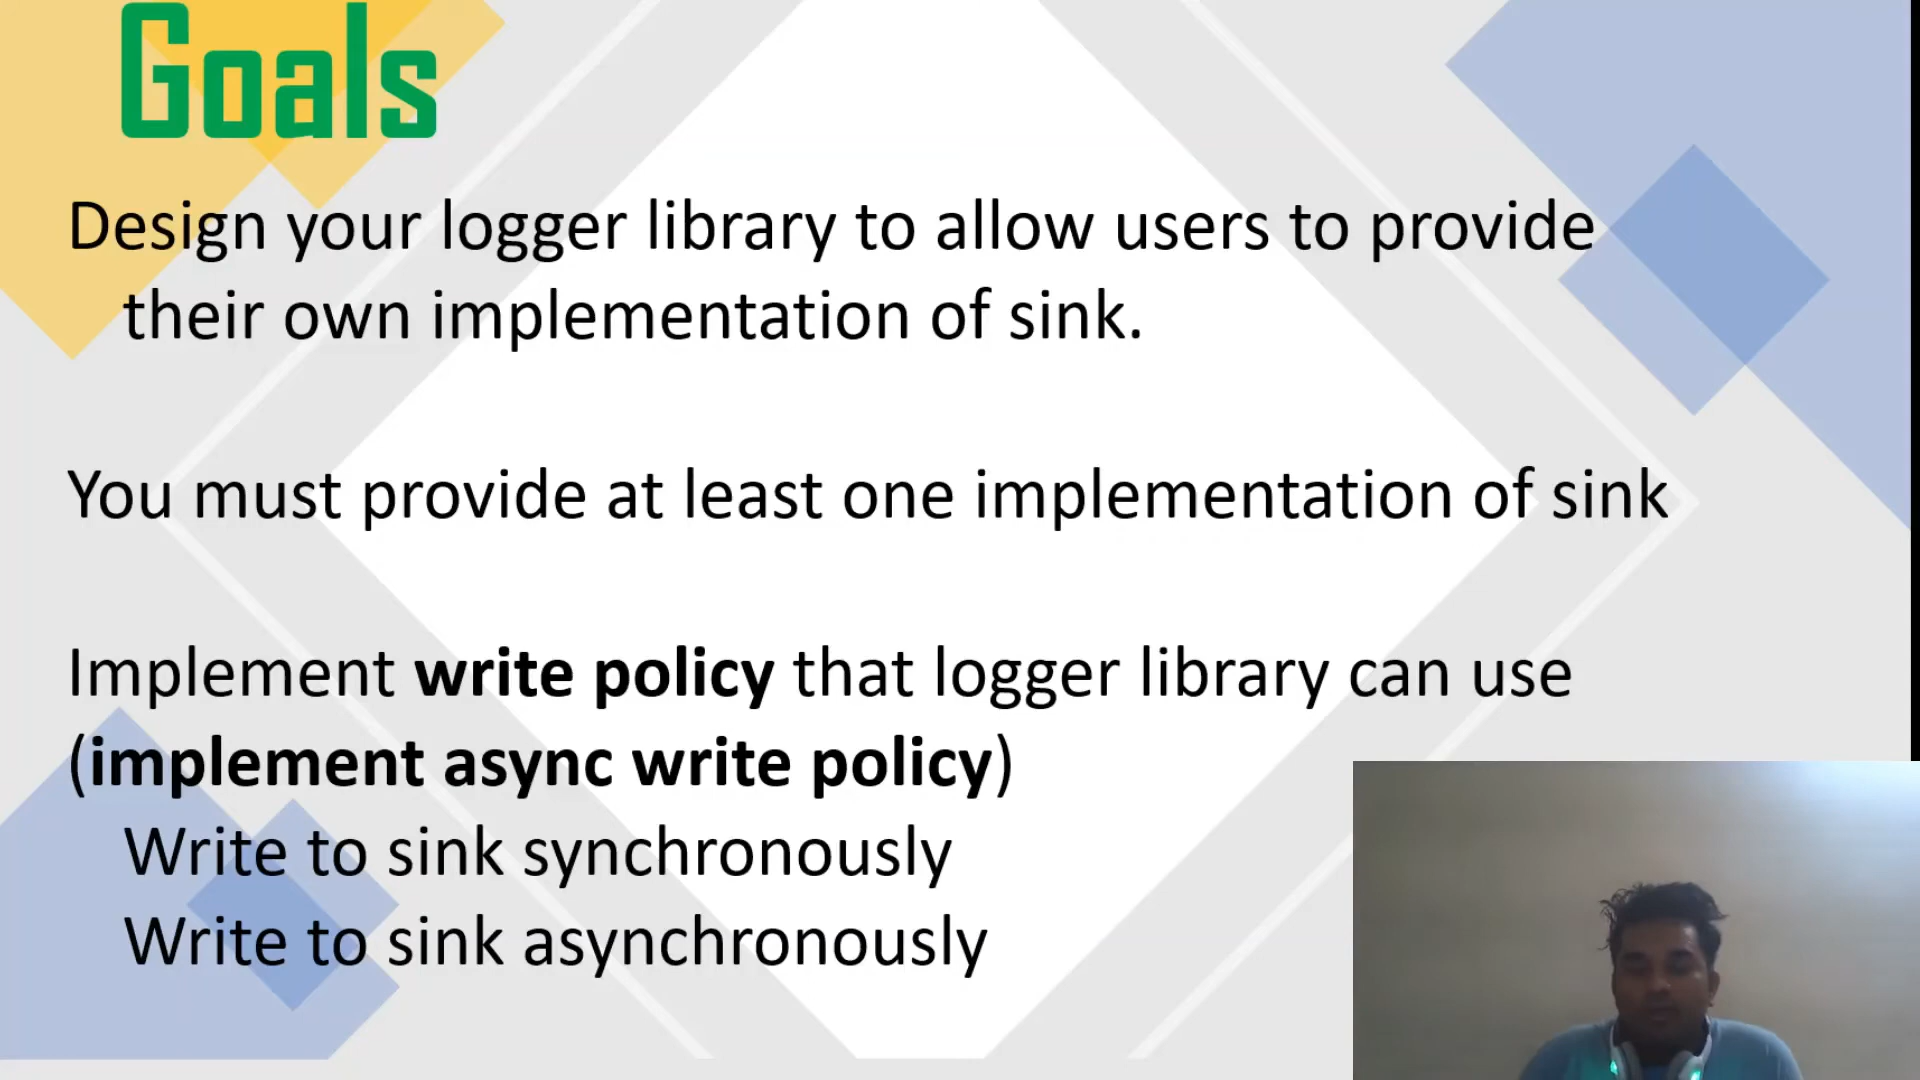 Goals
Design your logger library to allow users to provide
their own implementation of sink.
You must provide at least one implementation of sink
Implement write policy that logger library can use
(implement async write policy)
Write to sink synchronously
Write to sink asynchronously